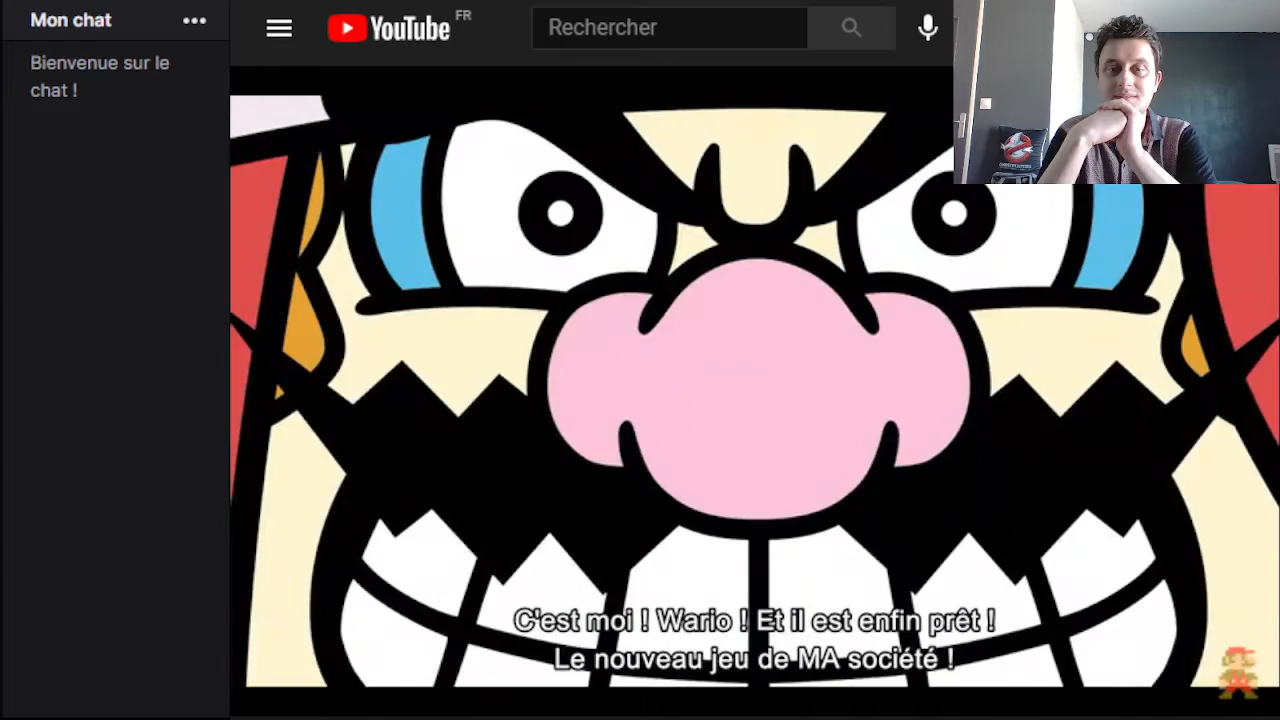 Mon chat
Bienvenue sur le
chat !
YouTube FR
Rechercher
C'est moi ! Wario ! Et il est enfin prêt !
Le nouveau jeu de MA société !